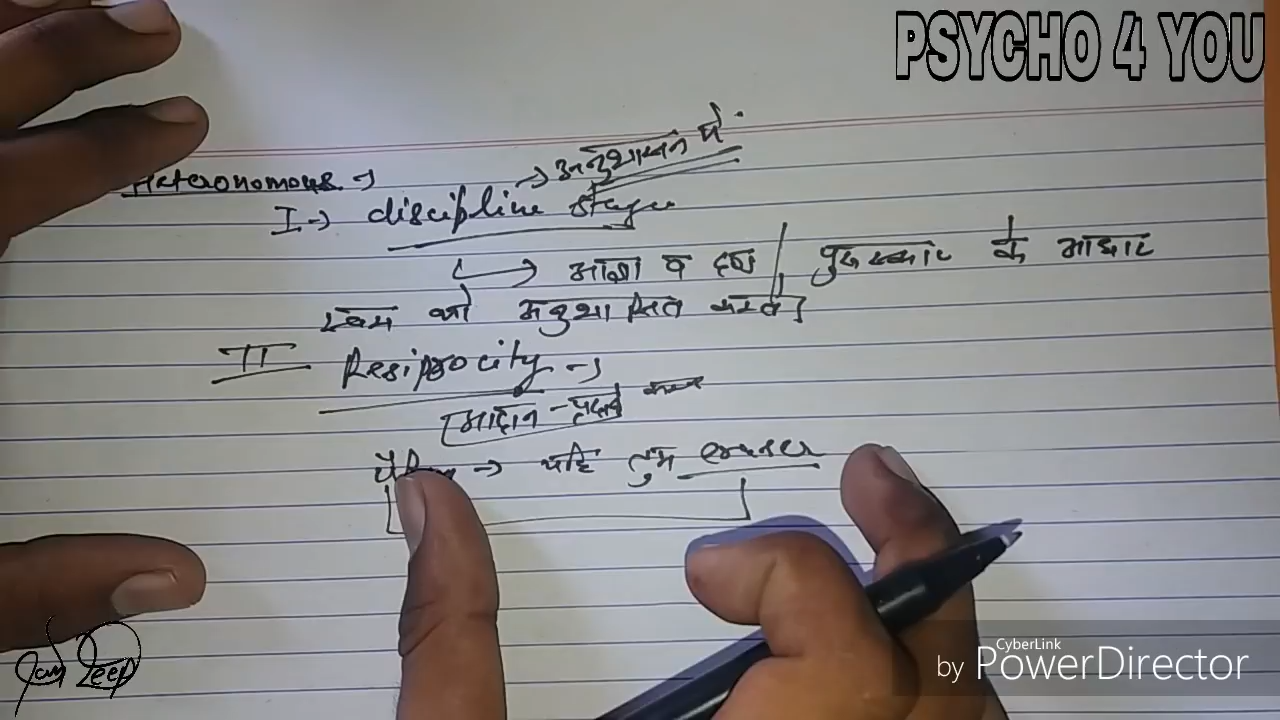 PSYCHO 4 YOU
→ अनुशासन में
Heteronomous →
I → discipline stage
→ आज्ञा व दण्ड / पुरस्कार के आधार
स्वयं को अनुशासित करते
II Resiprocity →
[आदान-प्रदान
→ यदि तुम
CyberLink
by PowerDirector